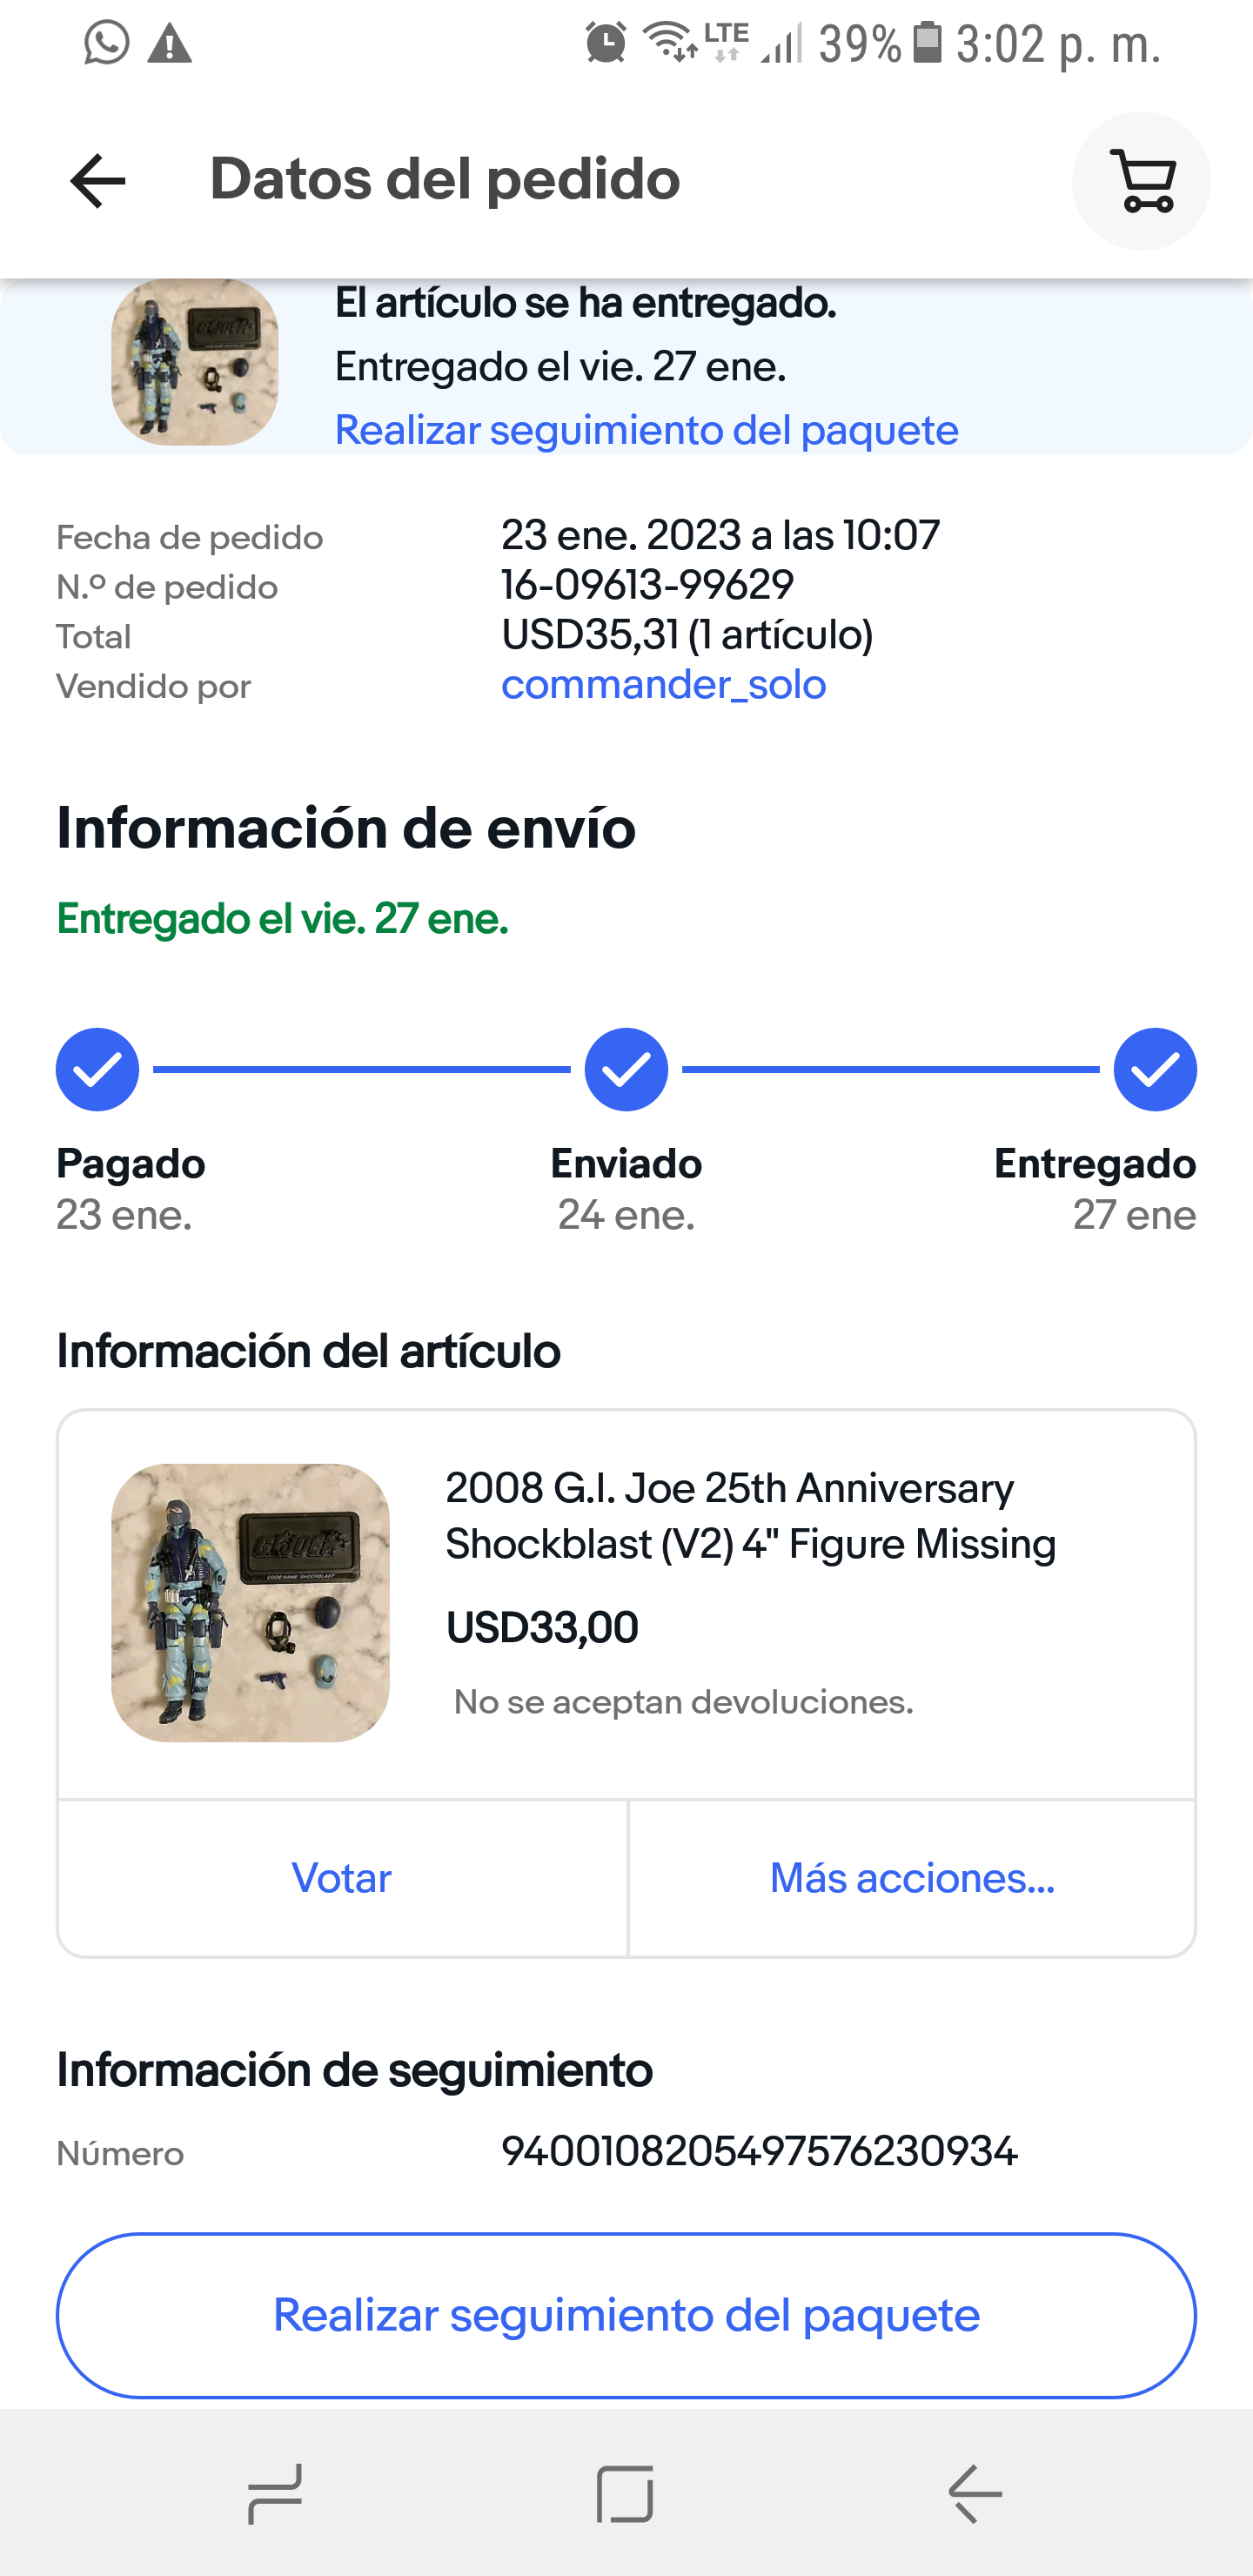 LTE 39% 3:02 p. m.
Datos del pedido
El artículo se ha entregado.
Entregado el vie. 27 ene.
Realizar seguimiento del paquete
Fecha de pedido 23 ene. 2023 a las 10:07
N.º de pedido 16-09613-99629
Total USD35,31 (1 artículo)
Vendido por commander_solo
Información de envío
Entregado el vie. 27 ene.
Pagado Enviado Entregado
23 ene. 24 ene. 27 ene
Información del artículo
2008 G.I. Joe 25th Anniversary
Shockblast (V2) 4" Figure Missing
USD33,00
No se aceptan devoluciones.
G.I. JOE
CODE NAME SHOCKBLAST
Votar Más acciones...
Información de seguimiento
Número 9400108205497576230934
Realizar seguimiento del paquete